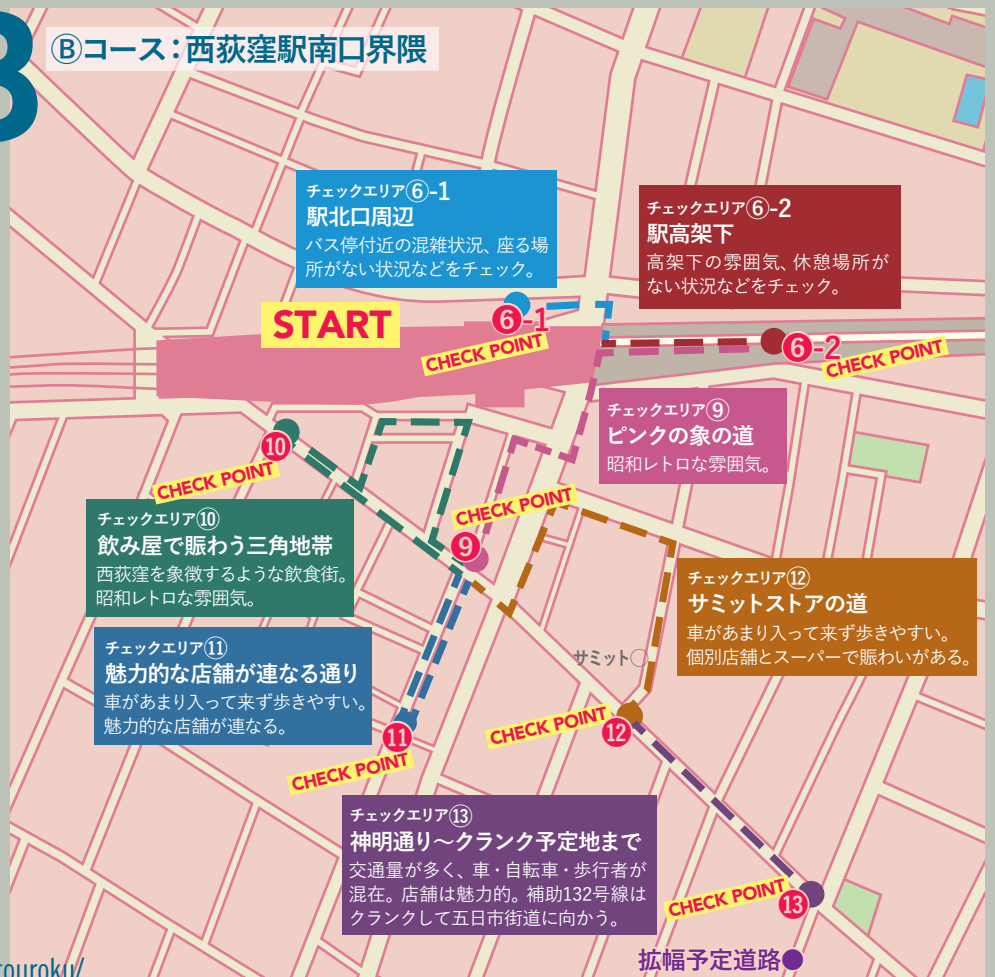 B
Ⓑコース：西荻窪駅南口界隈
チェックエリア⑥-1
駅北口周辺
バス停付近の混雑状況、座る場
所がない状況などをチェック。
チェックエリア⑥-2
駅高架下
高架下の雰囲気、休憩場所が
ない状況などをチェック。
START
❻-1
CHECK POINT
❻-2
CHECK POINT
チェックエリア⑨
ピンクの象の道
昭和レトロな雰囲気。
❿
CHECK POINT
CHECK POINT
❾
チェックエリア⑩
飲み屋で賑わう三角地帯
西荻窪を象徴するような飲食街。
昭和レトロな雰囲気。
チェックエリア⑫
サミットストアの道
車があまり入って来ず歩きやすい。
個別店舗とスーパーで賑わいがある。
チェックエリア⑪
魅力的な店舗が連なる通り
車があまり入って来ず歩きやすい。
魅力的な店舗が連なる。
サミット○
⓫
CHECK POINT
CHECK POINT
⓬
チェックエリア⑬
神明通り～クランク予定地まで
交通量が多く、車・自転車・歩行者が
混在。店舗は魅力的。補助132号線は
クランクして五日市街道に向かう。
CHECK POINT
⓭
拡幅予定道路●
touroku/